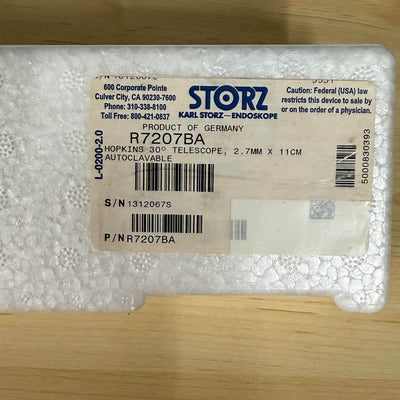 600 Corporate Pointe
Culver City, CA 90230-7600
Phone: 310-338-8100
Toll Free: 800-421-0837
STORZ
KARL STORZ—ENDOSKOPE
Caution: Federal (USA) law
restricts this device to sale by
or on the order of a physician.
PRODUCT OF GERMANY
R7207BA
HOPKINS 30º TELESCOPE, 2.7MM X 11CM
AUTOCLAVABLE
S/N 1312067S
P/N R7207BA
L-0200-2.0
5000830393